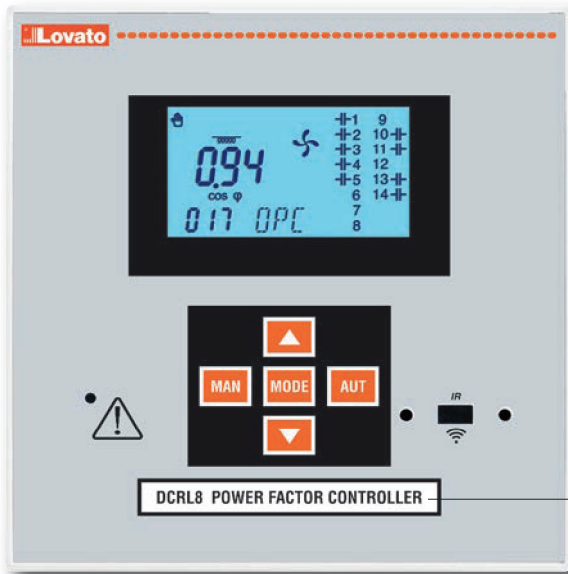 Lovato
1 9
2 10
3 11
4 12
5 13
6 14
7
8
0.94
cos φ
017 OPC
MAN MODE AUT
IR
DCRL8 POWER FACTOR CONTROLLER